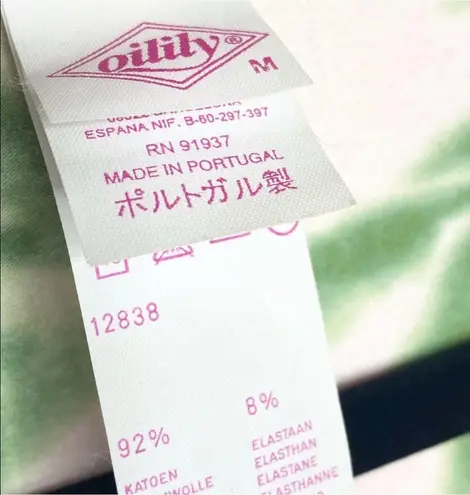 oilily®
M
ESPANA NIF. B-60-297-397
RN 91937
MADE IN PORTUGAL
ポルトガル製
12838
92%
8%
KATOEN
ELASTAAN
ELASTHAN
ELASTANE
ELASTHANNE